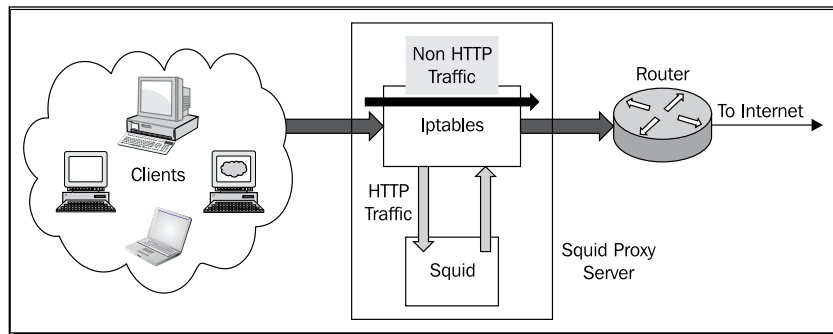 Clients
Non HTTP
Traffic
Iptables
HTTP
Traffic
Squid
Squid Proxy
Server
Router
To Internet